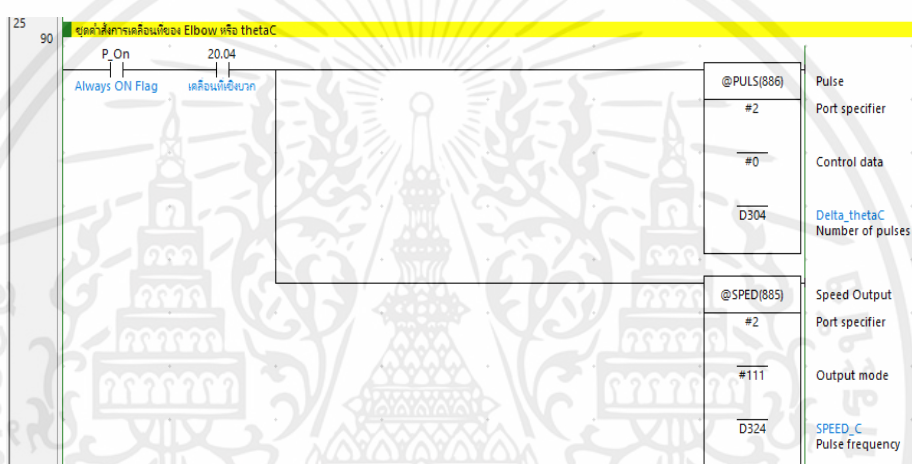 25
90
ชุดคำสั่งการเคลื่อนที่ของ Elbow หรือ thetaC
P_On
20.04
Always ON Flag
เคลื่อนที่เชิงบวก
@PULS(886)
Pulse
#2
Port specifier
#0
Control data
D304
Delta_thetaC
Number of pulses
@SPED(885)
Speed Output
#2
Port specifier
#111
Output mode
D324
SPEED_C
Pulse frequency